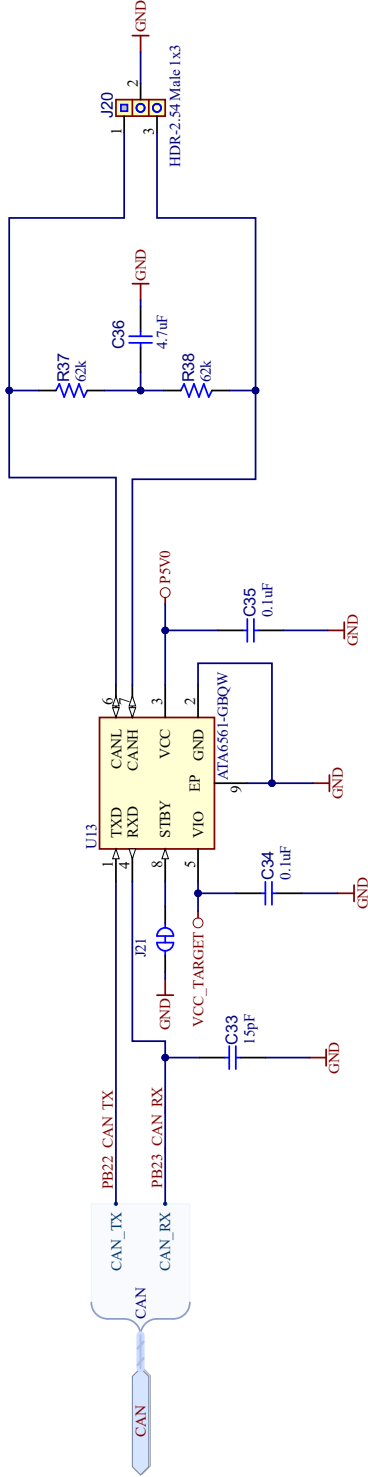 CAN
CAN
CAN_TX
CAN_RX
PB22 CAN TX
PB23 CAN RX
C33
15pF
GND
GND
J21
VCC_TARGET
C34
0.1uF
GND
U13
1
4
8
5
TXD
RXD
STBY
VIO
CANL
CANH
VCC
GND
EP
6
7
3
2
9
ATA6561-GBQW
GND
P5V0
C35
0.1uF
GND
R37
62k
R38
62k
C36
4.7uF
GND
J20
1
2
3
HDR-2.54 Male 1x3
GND